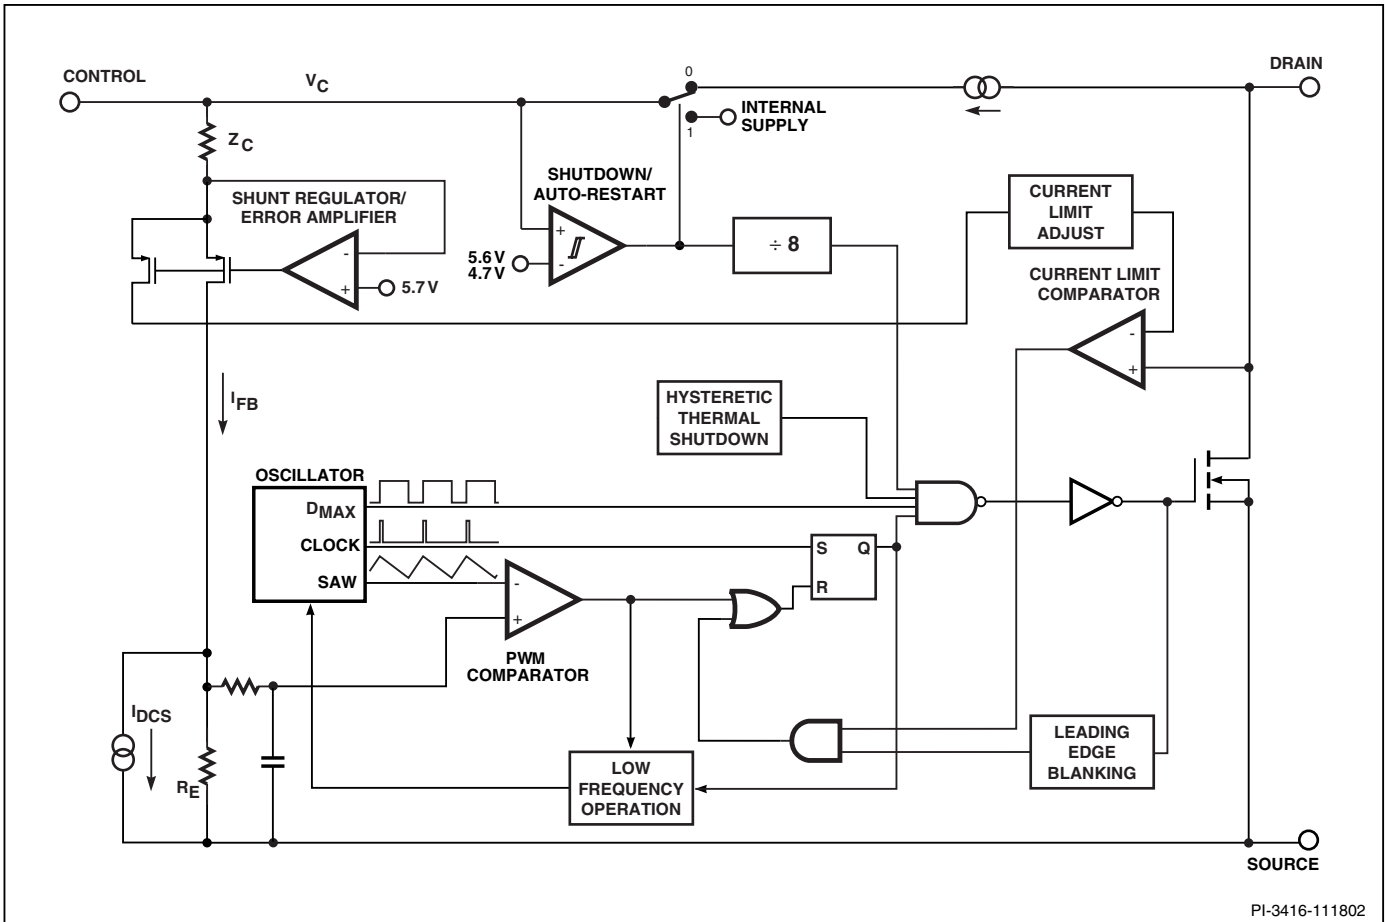 CONTROL
VC
0
DRAIN
INTERNAL
SUPPLY
1
ZC
SHUNT REGULATOR/
ERROR AMPLIFIER
-
+
5.7 V
SHUTDOWN/
AUTO-RESTART
+
-
5.6 V
4.7 V
÷ 8
CURRENT
LIMIT
ADJUST
CURRENT LIMIT
COMPARATOR
-
+
IFB
HYSTERETIC
THERMAL
SHUTDOWN
OSCILLATOR
DMAX
CLOCK
SAW
-
+
PWM
COMPARATOR
S Q
R
IDCS
RE
LOW
FREQUENCY
OPERATION
LEADING
EDGE
BLANKING
SOURCE
PI-3416-111802